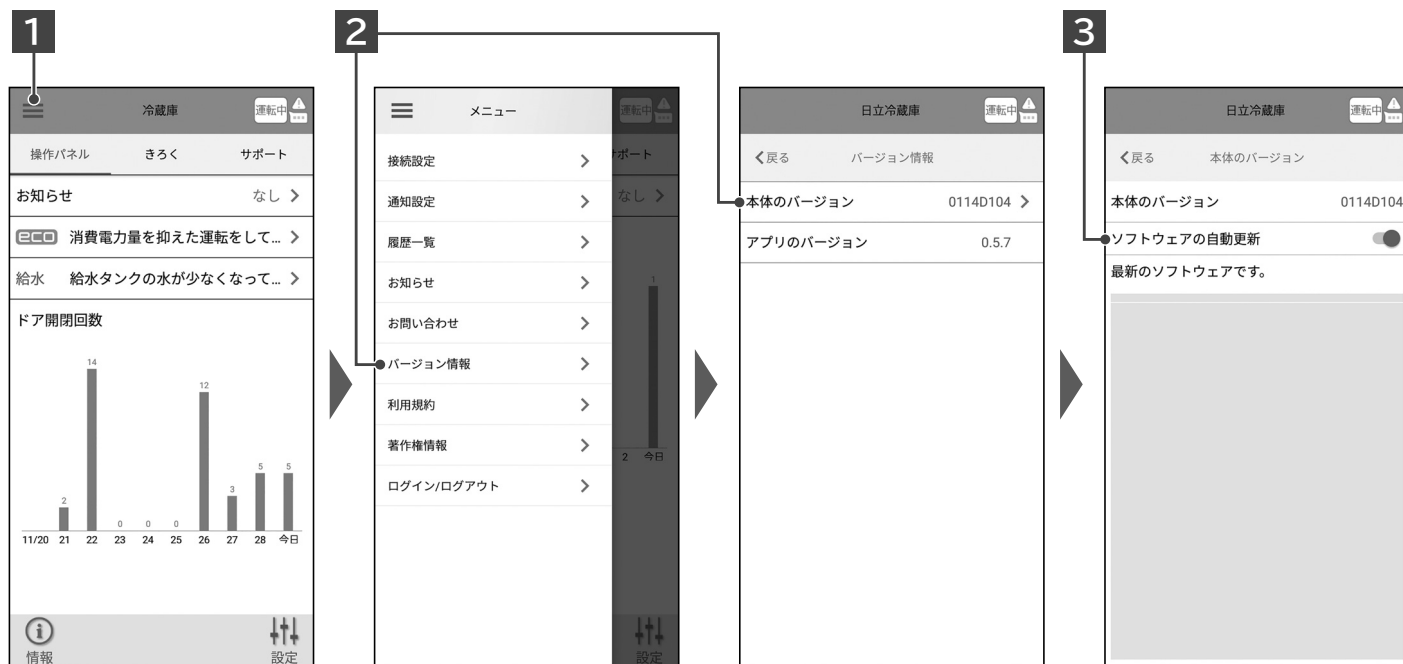 1
2
3
冷蔵庫
運転中
操作パネル
きろく
サポート
お知らせ
なし
eco
消費電力量を抑えた運転をして...
給水
給水タンクの水が少なくなって...
ドア開閉回数
2
14
0
0
0
12
3
5
5
11/20 21 22 23 24 25 26 27 28 今日
情報
設定
メニュー
運転中
接続設定
サポート
通知設定
なし
履歴一覧
お知らせ
1
お問い合わせ
バージョン情報
利用規約
著作権情報
2 今日
ログイン/ログアウト
設定
日立冷蔵庫
運転中
戻る
バージョン情報
本体のバージョン
0114D104
アプリのバージョン
0.5.7
日立冷蔵庫
運転中
戻る
本体のバージョン
本体のバージョン
0114D104
ソフトウェアの自動更新
最新のソフトウェアです。